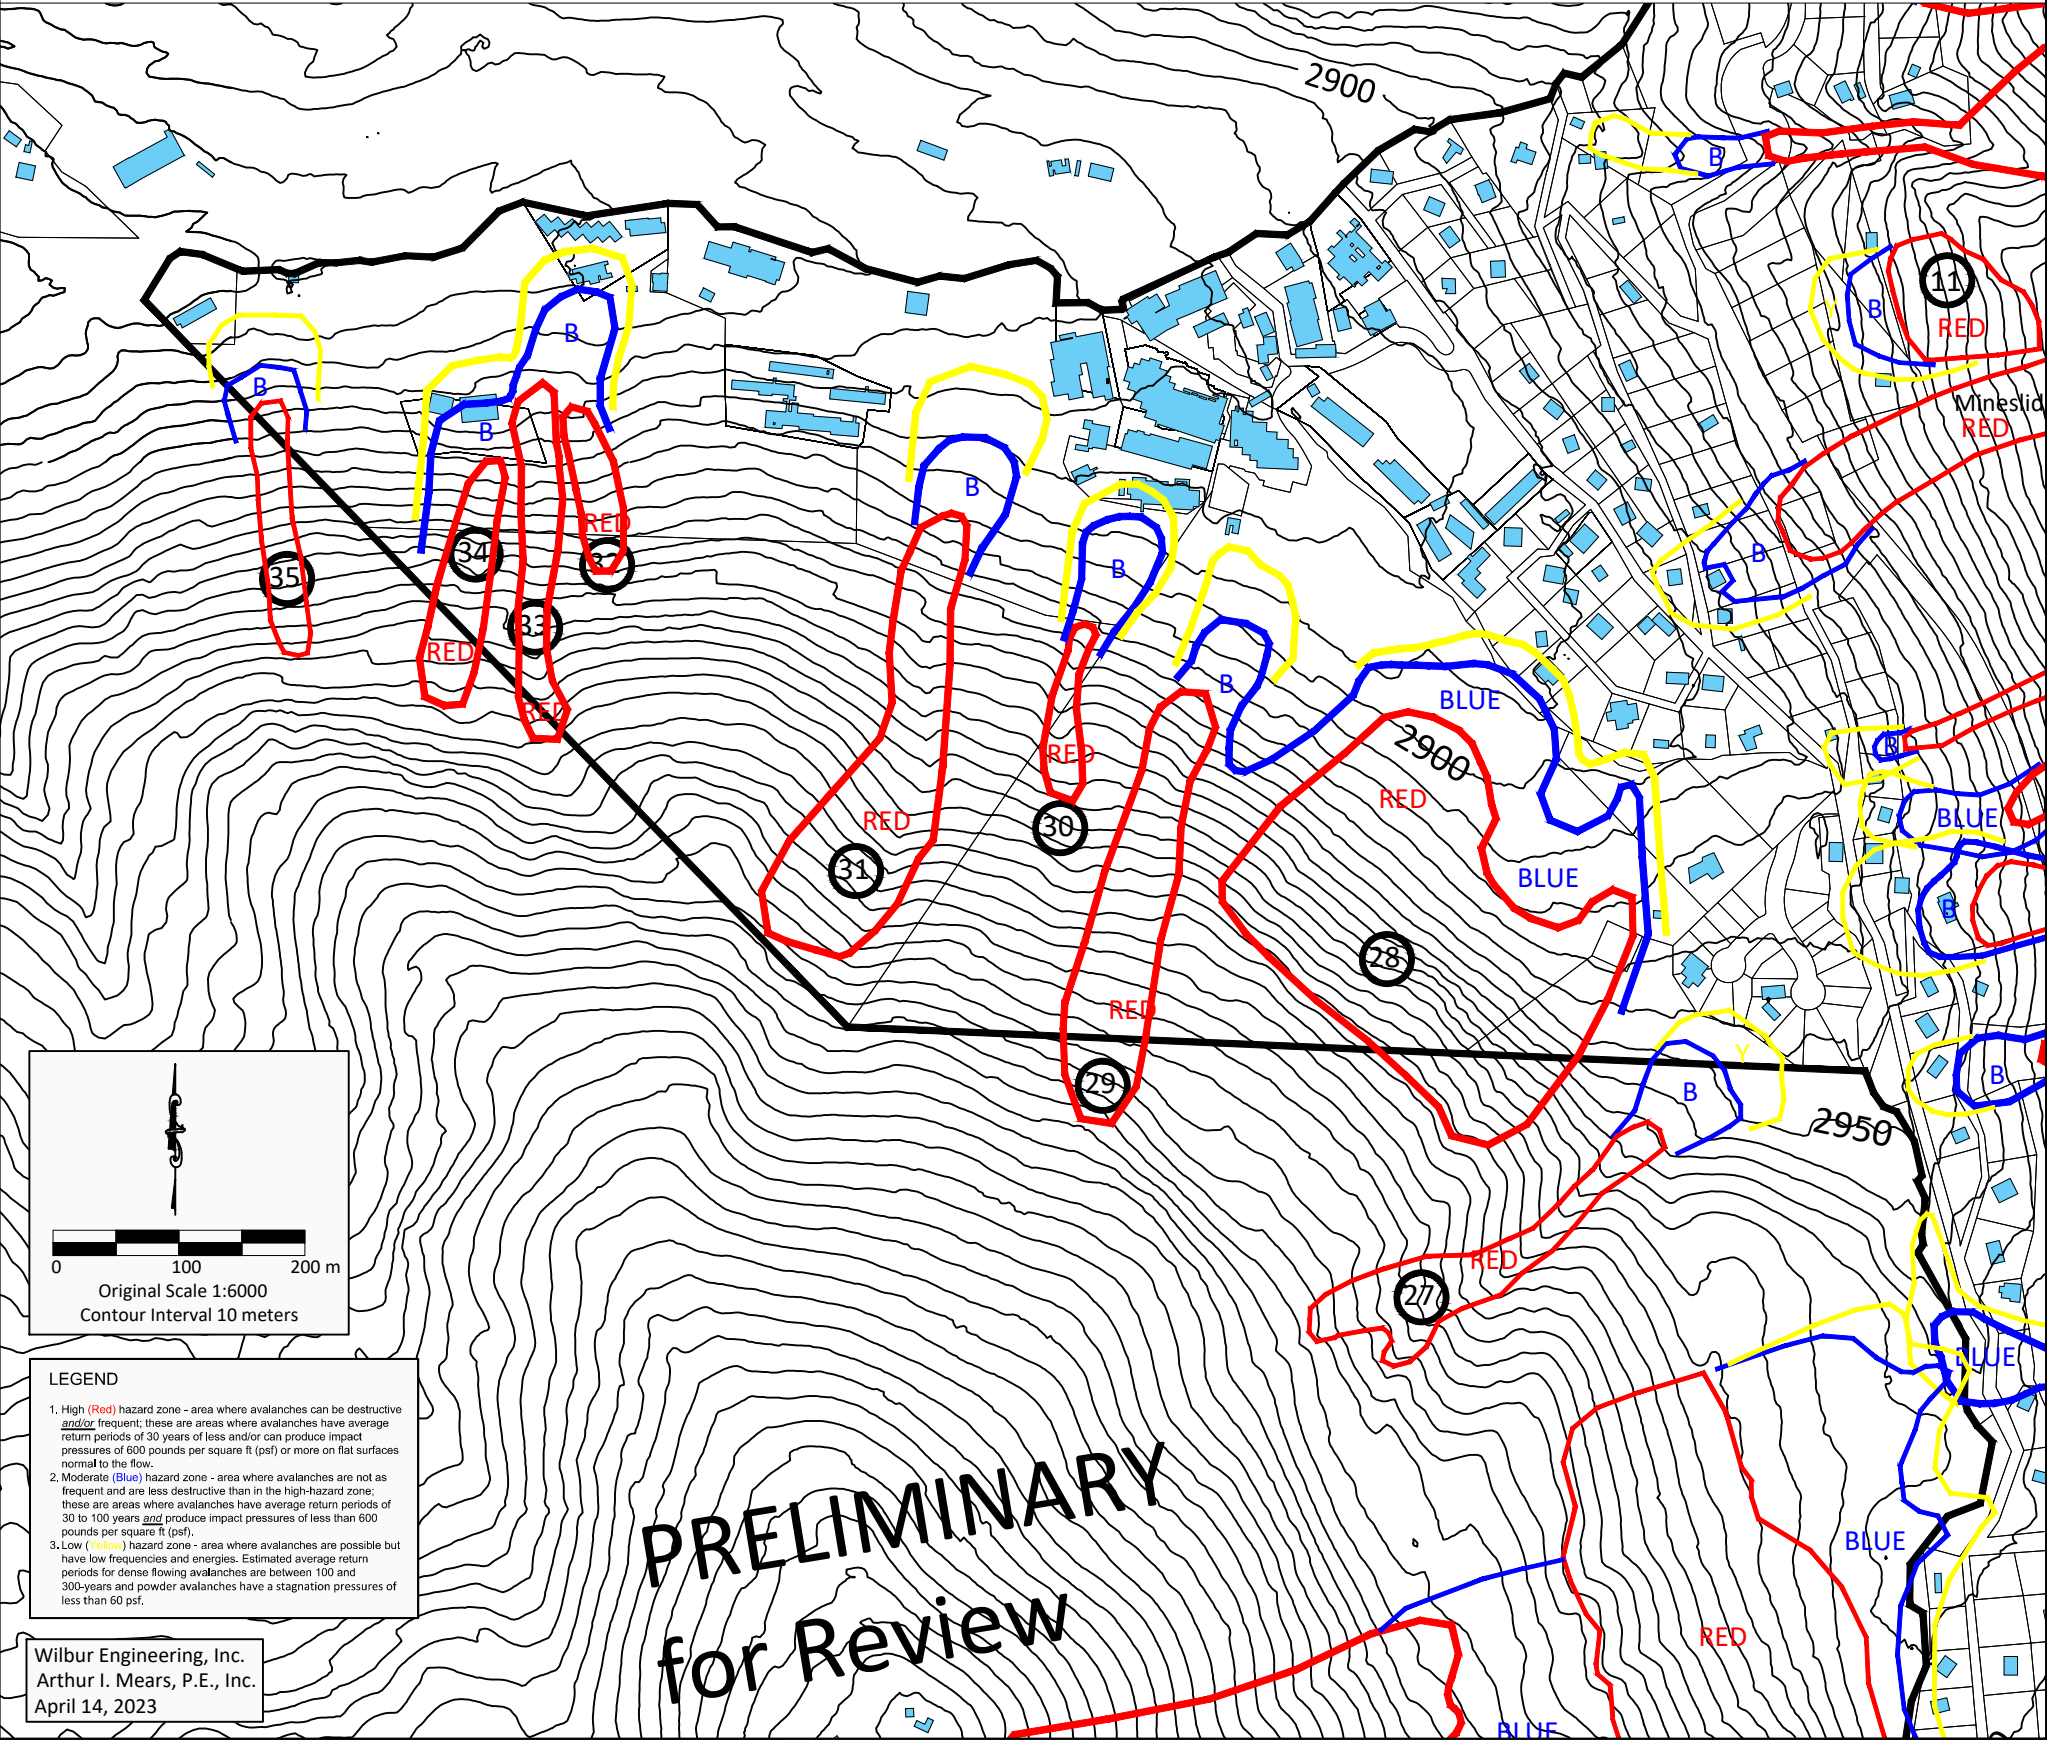 2900
B
11
B
Y
RED
B
B
Mineslid
RED
B
B
RED
B
34
35
32
33
B
RED
B
BLUE
RED
2900
B
RED
RED
RED
BLUE
30
31
BLUE
B
28
RED
29
Y
B
B
2950
0 100 200 m
Original Scale 1:6000
Contour Interval 10 meters
RED
27
BLUE
LEGEND
1. High (Red) hazard zone - area where avalanches can be destructive
and/or frequent; these are areas where avalanches have average
return periods of 30 years of less and/or can produce impact
pressures of 600 pounds per square ft (psf) or more on flat surfaces
normal to the flow.
2. Moderate (Blue) hazard zone - area where avalanches are not as
frequent and are less destructive than in the high-hazard zone;
these are areas where avalanches have average return periods of
30 to 100 years and produce impact pressures of less than 600
pounds per square ft (psf).
3. Low (Yellow) hazard zone - area where avalanches are possible but
have low frequencies and energies. Estimated average return
periods for dense flowing avalanches are between 100 and
300-years and powder avalanches have a stagnation pressures of
less than 60 psf.
PRELIMINARY
for Review
BLUE
RED
BLUE
Wilbur Engineering, Inc.
Arthur I. Mears, P.E., Inc.
April 14, 2023